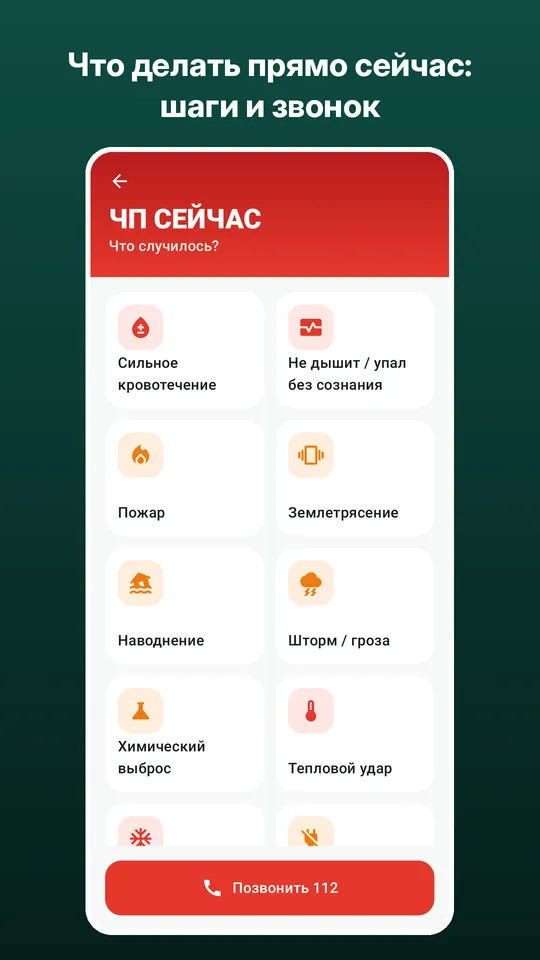 Что делать прямо сейчас:
шаги и звонок
ЧП СЕЙЧАС
Что случилось?
Сильное
кровотечение
Не дышит / упал
без сознания
Пожар
Землетрясение
Наводнение
Шторм / гроза
Химический
выброс
Тепловой удар
Позвонить 112